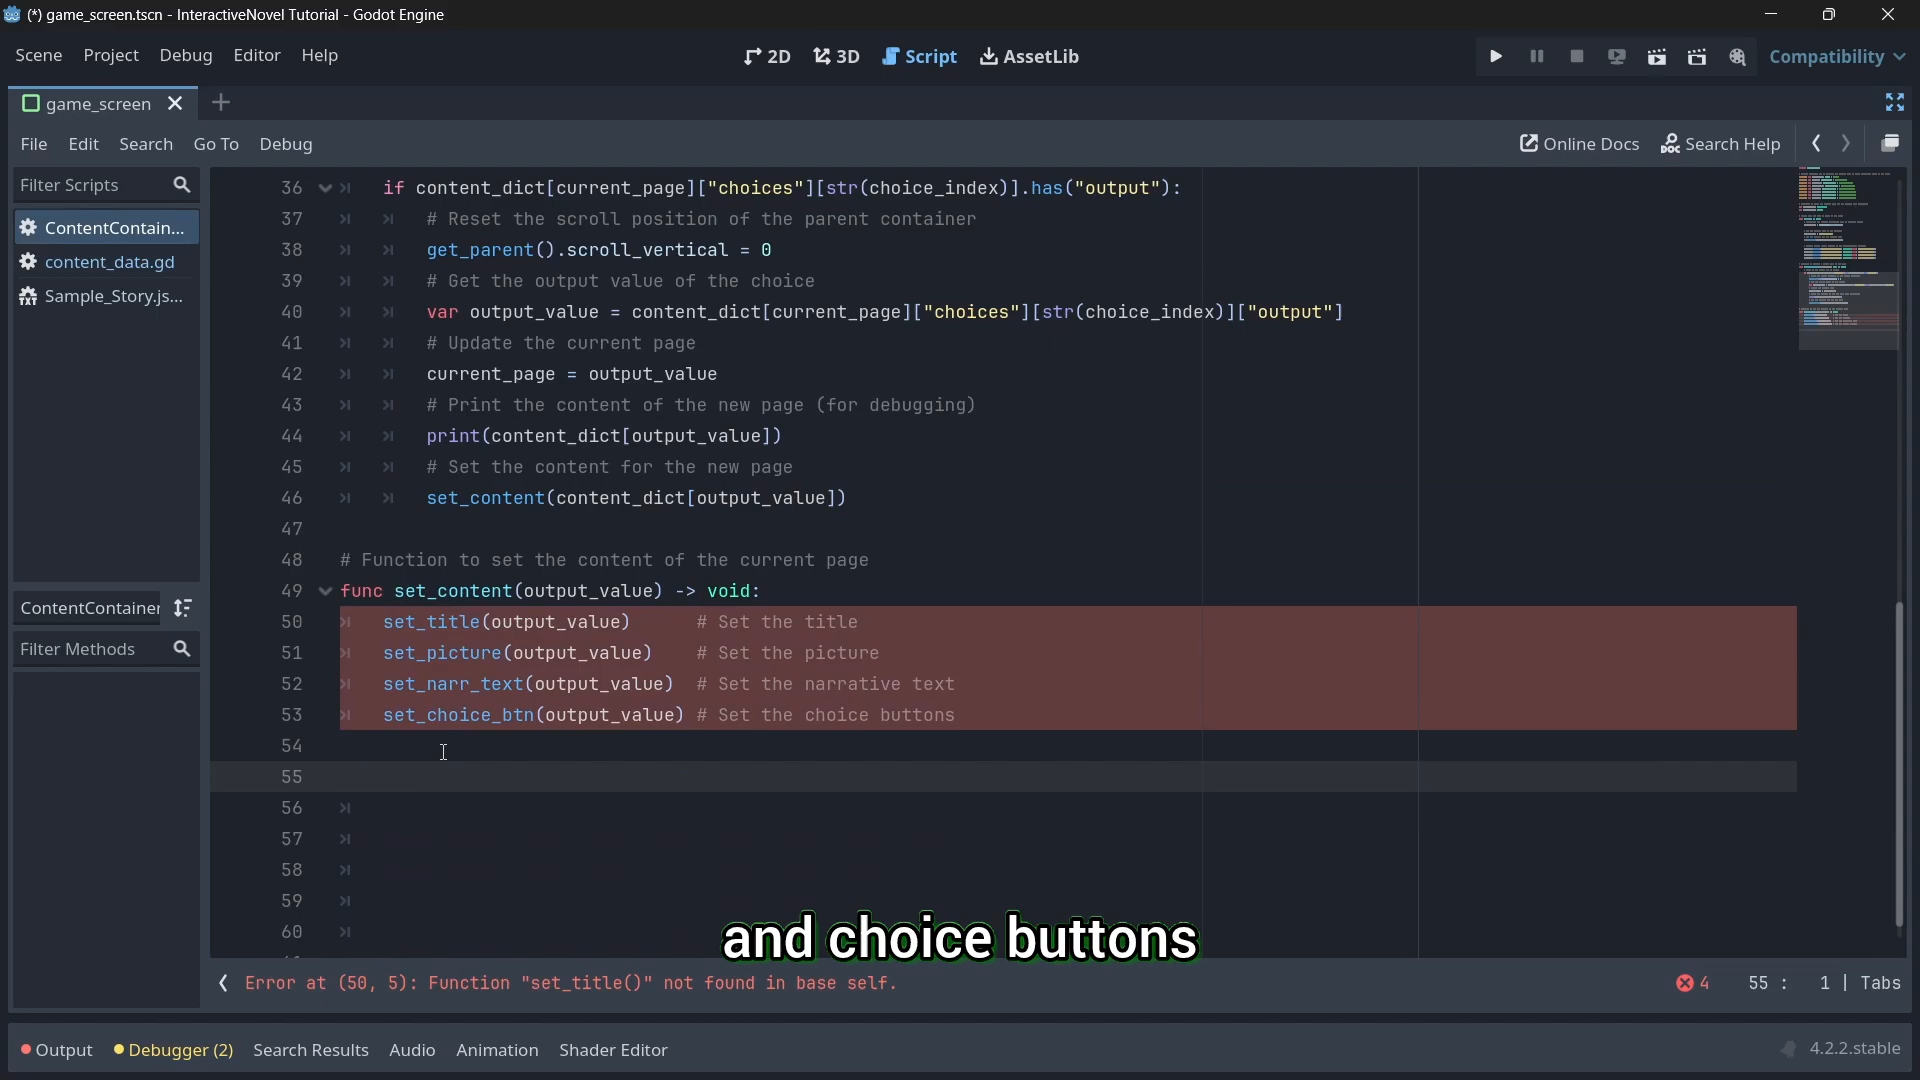 (*) game_screen.tscn - InteractiveNovel Tutorial - Godot Engine
Scene Project Debug Editor Help
2D 3D Script AssetLib
Compatibility
game_screen
File Edit Search Go To Debug
Online Docs Search Help
Filter Scripts
ContentContain...
content_data.gd
Sample_Story.js...
ContentContainer
Filter Methods
36 if content_dict[current_page]["choices"][str(choice_index)].has("output"):
37 # Reset the scroll position of the parent container
38 get_parent().scroll_vertical = 0
39 # Get the output value of the choice
40 var output_value = content_dict[current_page]["choices"][str(choice_index)]["output"]
41 # Update the current page
42 current_page = output_value
43 # Print the content of the new page (for debugging)
44 print(content_dict[output_value])
45 # Set the content for the new page
46 set_content(content_dict[output_value])
47
48 # Function to set the content of the current page
49 func set_content(output_value) -> void:
50 set_title(output_value) # Set the title
51 set_picture(output_value) # Set the picture
52 set_narr_text(output_value) # Set the narrative text
53 set_choice_btn(output_value) # Set the choice buttons
54
55
56
57
58
59
60
and choice buttons
Error at (50, 5): Function "set_title()" not found in base self.
4 55 : 1 | Tabs
Output Debugger (2) Search Results Audio Animation Shader Editor
4.2.2.stable